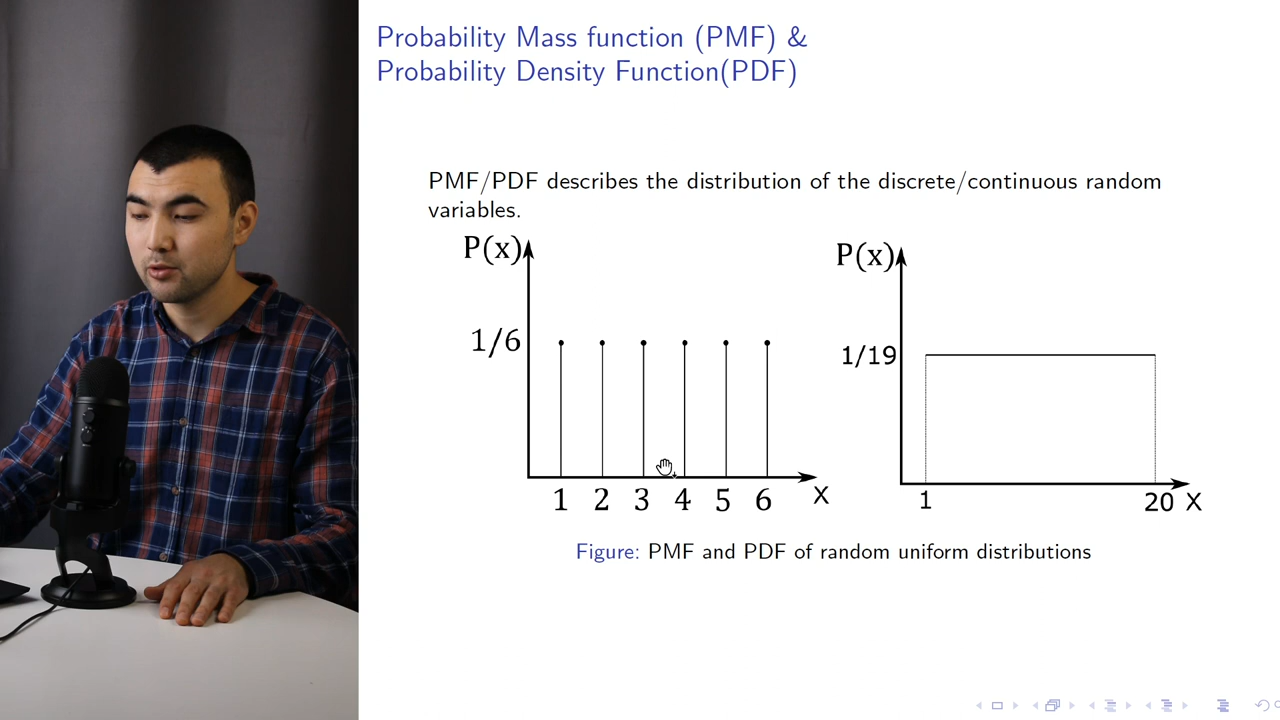 Probability Mass function (PMF) &
Probability Density Function(PDF)
PMF/PDF describes the distribution of the discrete/continuous random
variables.
P(x)
1/6
1 2 3 4 5 6 X
P(x)
1/19
1 20 X
Figure: PMF and PDF of random uniform distributions